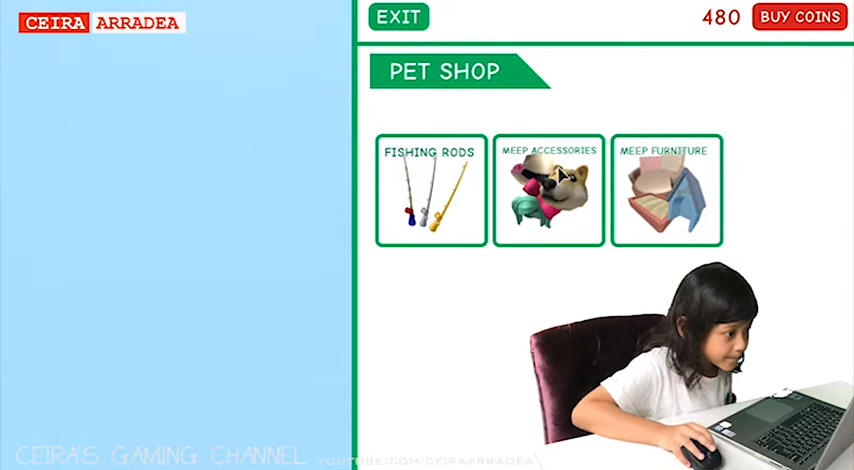 CEIRA ARRADEA
EXIT
480
BUY COINS
PET SHOP
FISHING RODS
MEEP ACCESSORIES
MEEP FURNITURE
CEIRA'S GAMING CHANNEL YOUTUBE.COM/CEIRAARRADEA